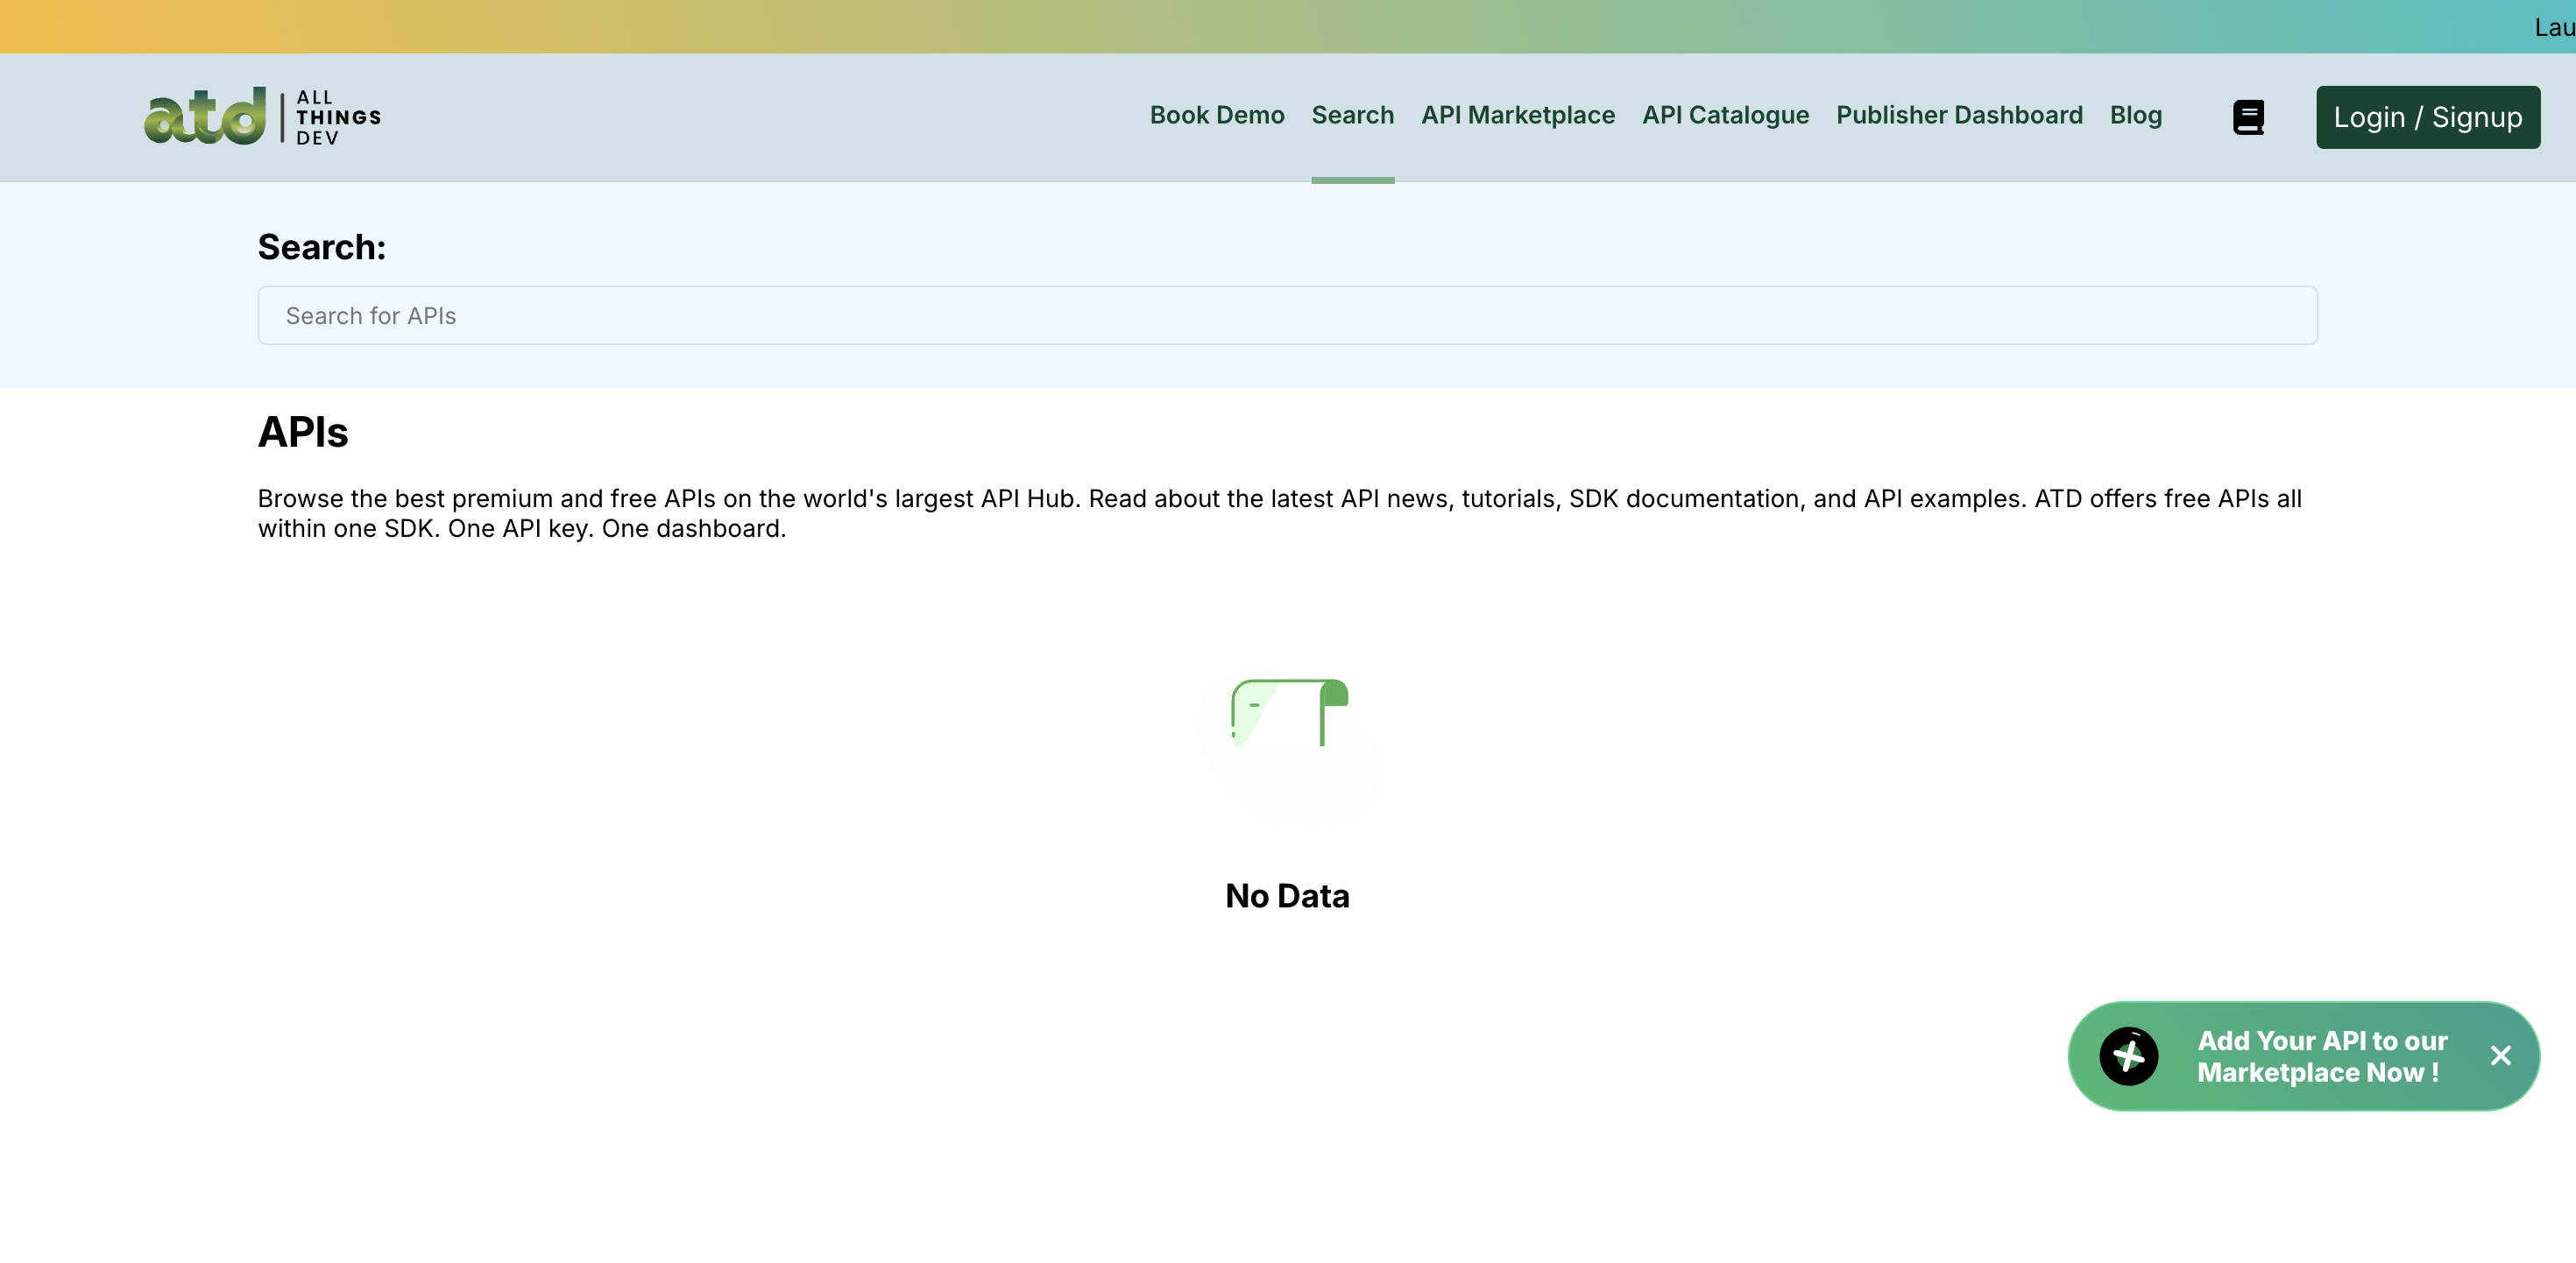 Lau
atd
ALL
THINGS
DEV
Book Demo
Search
API Marketplace
API Catalogue
Publisher Dashboard
Blog
Login / Signup
Search:
Search for APIs
APIs
Browse the best premium and free APIs on the world's largest API Hub. Read about the latest API news, tutorials, SDK documentation, and API examples. ATD offers free APIs all
within one SDK. One API key. One dashboard.
No Data
Add Your API to our
Marketplace Now !